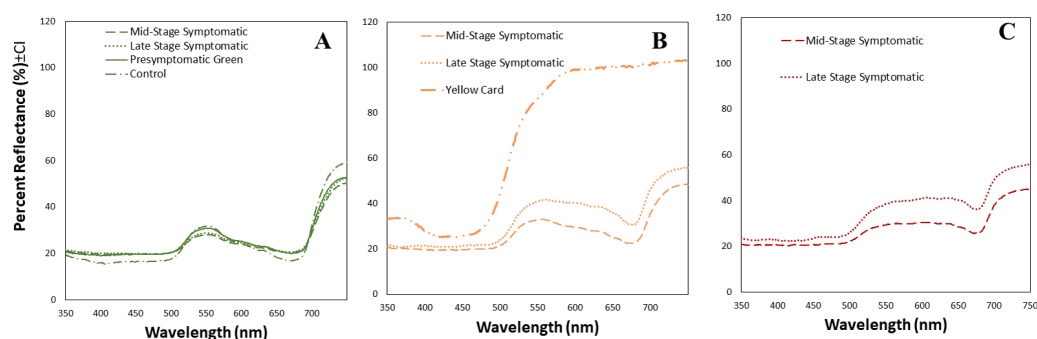 Percent Reflectance (%)±CI
120
100
80
60
40
20
0
Mid-Stage Symptomatic
Late Stage Symptomatic
Presymptomatic Green
Control
A
350 400 450 500 550 600 650 700
Wavelength (nm)
120
100
80
60
40
20
0
Mid-Stage Symptomatic
Late Stage Symptomatic
Yellow Card
B
350 400 450 500 550 600 650 700
Wavelength (nm)
120
100
80
60
40
20
0
Mid-Stage Symptomatic
Late Stage Symptomatic
C
350 400 450 500 550 600 650 700 750
Wavelength (nm)